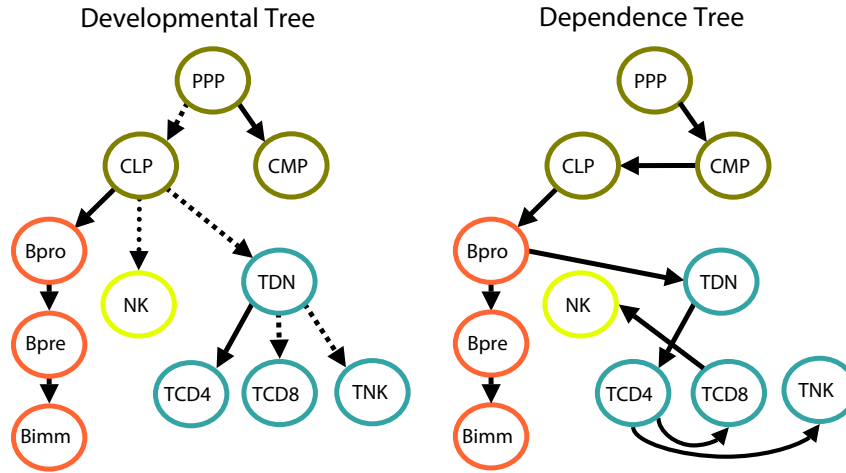 Developmental Tree
PPP
CLP
CMP
Bpro
NK
TDN
Bpre
TCD4
TCD8
TNK
Bimm
Dependence Tree
PPP
CLP
CMP
Bpro
TDN
NK
Bpre
TCD4
TCD8
TNK
Bimm